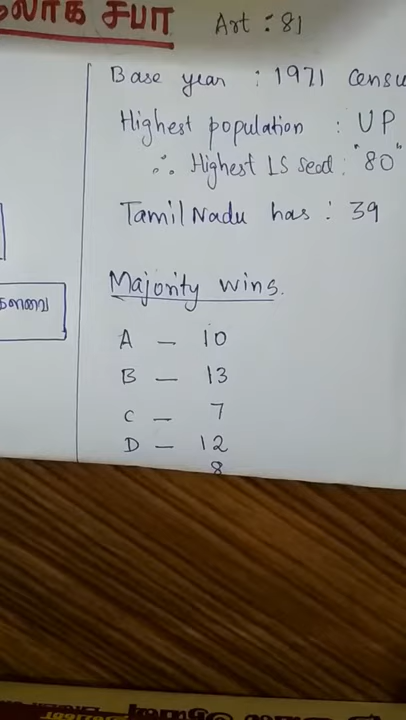 லோக் சபா
Art : 81
Base year : 1971 Censu
Highest population : UP
∴ Highest LS seat : "80"
Tamil Nadu has : 39
Majority wins.
A – 10
B – 13
C – 7
D – 12
8